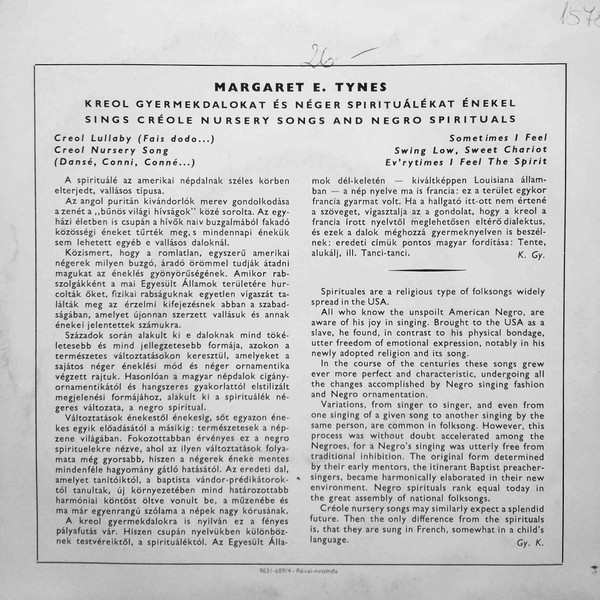 1578
26 -
MARGARET E. TYNES
KREOL GYERMEKDALOKAT ÉS NÉGER SPIRITUÁLÉKAT ÉNEKEL
SINGS CRÉOLE NURSERY SONGS AND NEGRO SPIRITUALS
Creol Lullaby (Fais dodo...)
Creol Nursery Song
(Dansé, Conni, Conné...)
Sometimes I Feel
Swing Low, Sweet Chariot
Ev'rytimes I Feel The Spirit
A spirituálé az amerikai népdalnak széles körben
elterjedt, vallásos típusa.
Az angol puritán kivándorlók merev gondolkodása
a zenét a „bűnös világi hívságok" közé sorolta. Az egy-
házi életben is csupán a hívők naiv buzgalmából fakadó
közösségi éneket tűrték meg, s mindennapi énekük
sem lehetett egyéb e vallásos daloknál.
Közismert, hogy a romlatlan, egyszerű amerikai
négerek milyen buzgó, áradó örömmel tudják átadni
magukat az éneklés gyönyörűségének. Amikor rab-
szolgákként a mai Egyesült Államok területére hur-
colták őket, fizikai rabságuknak egyetlen vigaszát ta-
lálták meg az érzelmi kifejezésnek abban a szabad-
ságában, amelyet újonnan szerzett vallásuk és annak
énekei jelentettek számukra.
Századok során alakult ki e daloknak mind töké-
letesebb és mind jellegzetesebb formája, azokon a
természetes változtatásokon keresztül, amelyeket a
sajátos néger éneklési mód és néger ornamentika
végzett rajtuk. Hasonlóan a magyar népdalok cigány-
ornamentikától és hangszeres gyakorlattól elstilizált
megjelenési formájához, alakult ki a spirituálék né-
geres változata, a negro spiritual.
Változtatások énekestől énekesig, sőt egyazon éne-
kes egyik előadásától a másikig: természetesek a nép-
zene világában. Fokozottabban érvényes ez a negro
spirituelekre nézve, ahol az ilyen változtatások folya-
mata még gyorsabb, hiszen a négerek éneke mentes
mindenféle hagyomány gátló hatásától. Az eredeti dal,
amelyet tanítóiktól, a baptista vándor-prédikátorok-
tól tanultak, új környezetében mind határozottabb
harmóniai köntöst öltve vonult be, a műzenébe és
ma már egyenrangú szólama a népek nagy kórusának.
A kreol gyermekdalokra is nyilván ez a fényes
pályafutás vár. Hiszen csupán nyelvükben különböz-
nek testvéreiktől, a spirituáléktól. Az Egyesült Álla-
mok dél-keletén — kiváltképpen Louisiana állam-
ban — a nép nyelve ma is francia: ez a terület egykor
francia gyarmat volt. Ha a hallgató itt-ott nem értené
a szöveget, vigasztalja az a gondolat, hogy a kreol a
francia írott nyelvtől meglehetősen eltérő dialektus,
és ezek a dalok méghozzá gyermeknyelven is beszél-
nek: eredeti címük pontos magyar fordítása: Tente,
alukálj, ill. Tanci-tanci.
K. Gy.
Spirituales are a religious type of folksongs widely
spread in the USA.
All who know the unspoilt American Negro, are
aware of his joy in singing. Brought to the USA as a
slave, he found, in contrast to his physical bondage,
utter freedom of emotional expression, notably in his
newly adopted religion and its song.
In the course of the centuries these songs grew
ever more perfect and characteristic, undergoing all
the changes accomplished by Negro singing fashion
and Negro ornamentation.
Variations, from singer to singer, and even from
one singing of a given song to another singing by the
same person, are common in folksong. However, this
process was without doubt accelerated among the
Negroes, for a Negro's singing was utterly free from
traditional inhibition. The original form determined
by their early mentors, the itinerant Baptist preacher-
singers, became harmonically elaborated in their new
environment. Negro spirituals rank equal today in
the great assembly of national folksongs.
Créole nursery songs may similarly expect a splendid
future. Then the only difference from the spirituals
is, that they are sung in French, somewhat in a child's
language.
Gy. K.
9631-689/4 - Révai-nyomda